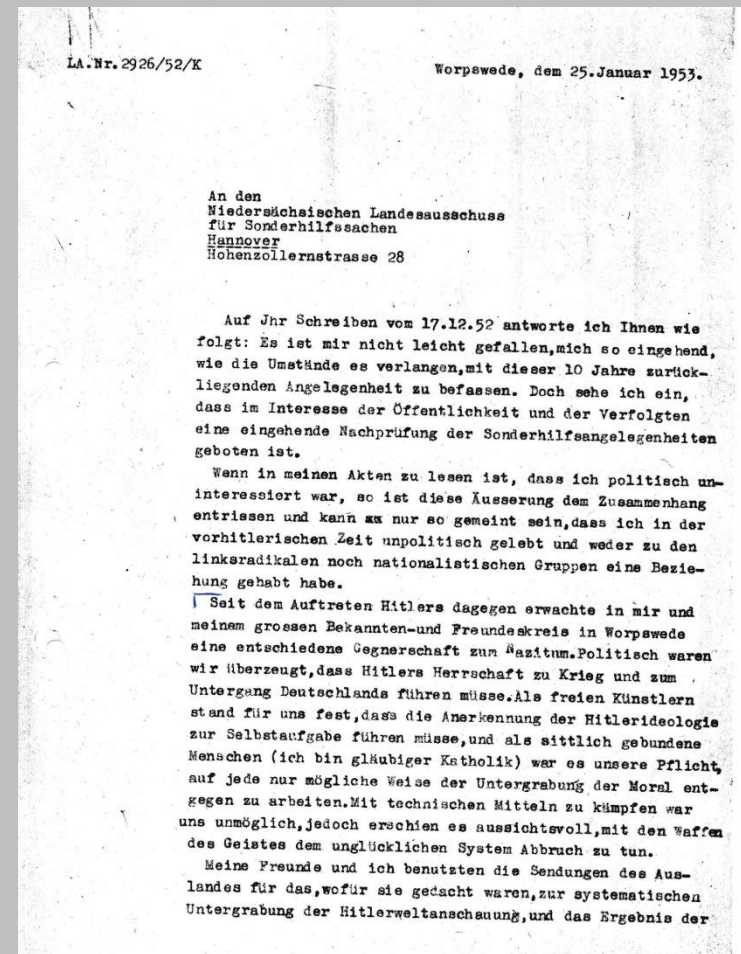 LA.Nr.2926/52/K
Worpswede, dem 25.Januar 1953.
An den
Niedersächsischen Landesausschuss
für Sonderhilfssachen
Hannover
Hohenzollernstrasse 28
Auf Jhr Schreiben vom 17.12.52 antworte ich Ihnen wie
folgt: Es ist mir nicht leicht gefallen,mich so eingehend,
wie die Umstände es verlangen,mit dieser 10 Jahre zurück-
liegenden Angelegenheit zu befassen. Doch sehe ich ein,
dass im Interesse der Öffentlichkeit und der Verfolgten
eine eingehende Nachprüfung der Sonderhilfsangelegenheiten
geboten ist.
Wenn in meinen Akten zu lesen ist, dass ich politisch un-
interessiert war, so ist diese Äusserung dem Zusammenhang
entrissen und kann nur so gemeint sein,dass ich in der
vorhitlerischen Zeit unpolitisch gelebt und weder zu den
linksradikalen noch nationalistischen Gruppen eine Bezie-
hung gehabt habe.
Seit dem Auftreten Hitlers dagegen erwachte in mir und
meinem grossen Bekannten-und Freundeskreis in Worpswede
eine entschiedene Gegnerschaft zum Nazitum.Politisch waren
wir überzeugt,dass Hitlers Herrschaft zu Krieg und zum
Untergang Deutschlands führen müsse.Als freien Künstlern
stand für uns fest,dass die Anerkennung der Hitlerideologie
zur Selbstaufgabe führen müsse,und als sittlich gebundene
Menschen (ich bin gläubiger Katholik) war es unsere Pflicht,
auf jede nur mögliche Weise der Untergrabung der Moral ent-
gegen zu arbeiten.Mit technischen Mitteln zu kämpfen war
uns unmöglich,jedoch erschien es aussichtsvoll,mit den Waffen
des Geistes dem unglücklichen System Abbruch zu tun.
Meine Freunde und ich benutzten die Sendungen des Aus-
landes für das,wofür sie gedacht waren,zur systematischen
Untergrabung der Hitlerweltanschauung,und das Ergebnis der